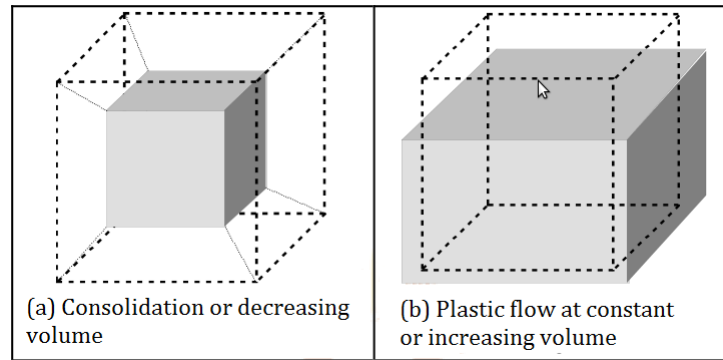 (a) Consolidation or decreasing
volume
(b) Plastic flow at constant
or increasing volume